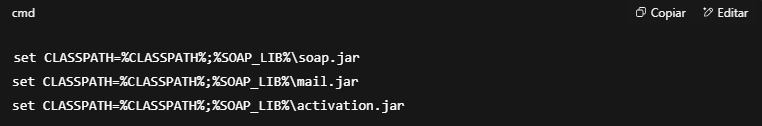 cmd
Copiar
Editar
set CLASSPATH=%CLASSPATH%;%SOAP_LIB%\soap.jar
set CLASSPATH=%CLASSPATH%;%SOAP_LIB%\mail.jar
set CLASSPATH=%CLASSPATH%;%SOAP_LIB%\activation.jar